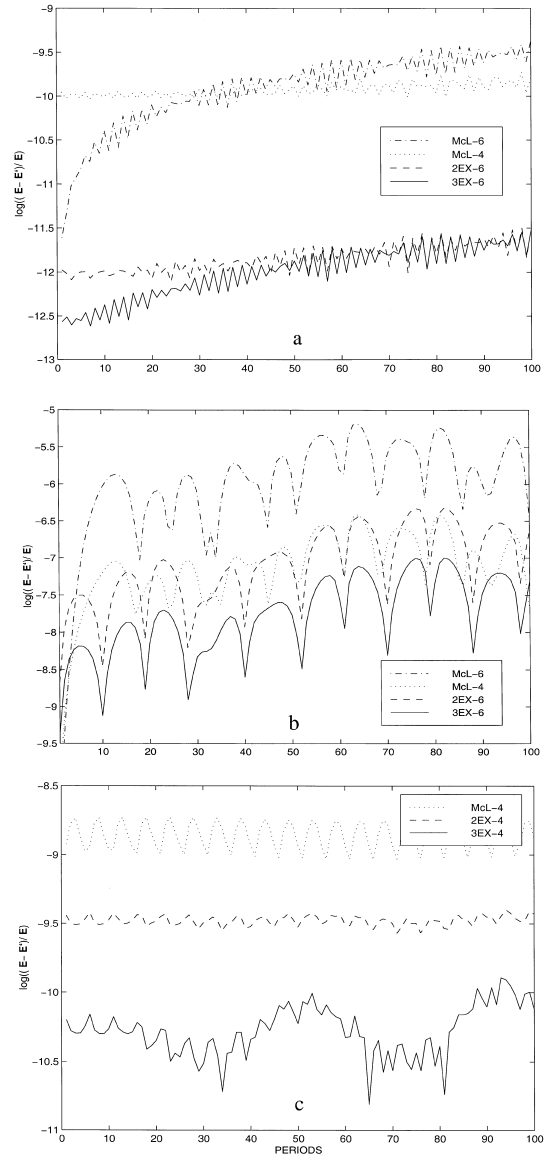 -9
-9.5
-10
-10.5
-11
-11.5
-12
-12.5
-13
log(( E- E')/ E)
McL-6
McL-4
2EX-6
3EX-6
a
0 10 20 30 40 50 60 70 80 90 100
-5
-5.5
-6
-6.5
-7
-7.5
-8
-8.5
-9
-9.5
log(( E- E')/ E)
McL-6
McL-4
2EX-6
3EX-6
b
10 20 30 40 50 60 70 80 90 100
-8.5
-9
-9.5
-10
-10.5
-11
log(( E- E')/ E)
McL-4
2EX-4
3EX-4
c
0 10 20 30 40 50 60 70 80 90 100
PERIODS